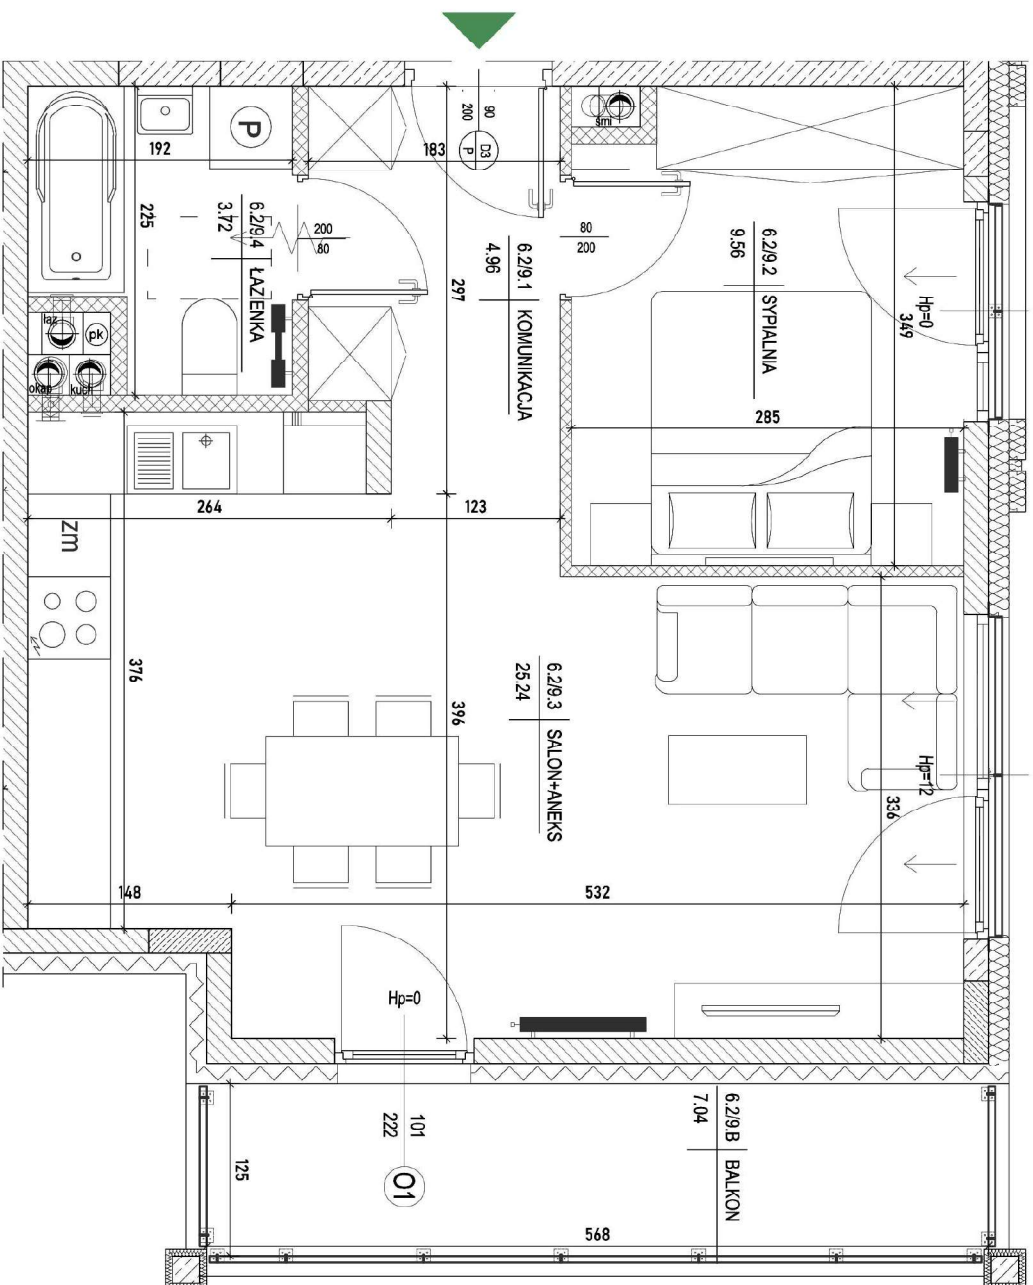 śmi
P
192
183
90
200
D3
P
225
6.2/9.4 ŁAZIENKA
3.72
200
80
80
200
6.2/9.1 KOMUNIKACJA
4.96
297
6.2/9.2 SYPIALNIA
9.56
Hp=0
349
łaz
pk
okap
kuch
285
264
123
zm
376
396
6.2/9.3 SALON+ANEKS
25.24
Hp=12
336
148
532
Hp=0
101
222
O1
6.2/9.B BALKON
7.04
125
568